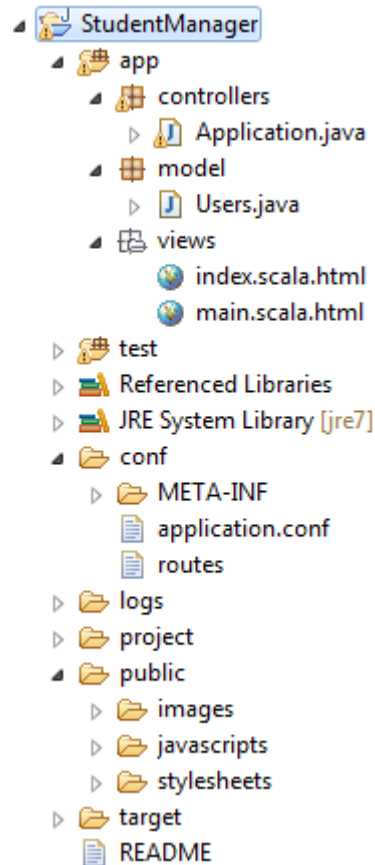 StudentManager
app
controllers
Application.java
model
Users.java
views
index.scala.html
main.scala.html
test
Referenced Libraries
JRE System Library [jre7]
conf
META-INF
application.conf
routes
logs
project
public
images
javascripts
stylesheets
target
README